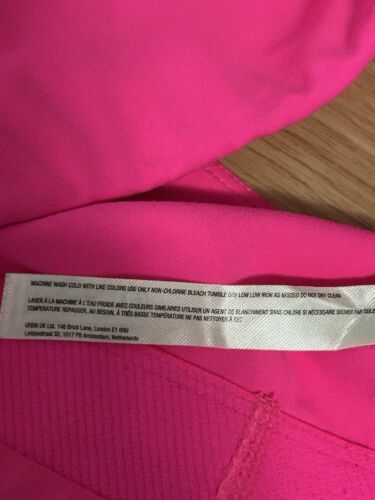 MACHINE WASH COLD WITH LIKE COLORS USE ONLY NON-CHLORINE BLEACH TUMBLE DRY LOW LOW IRON AS NEEDED DO NOT DRY CLEAN
LAVER À LA MACHINE À L'EAU FROIDE AVEC COULEURS SIMILAIRES UTILISER UN AGENT DE BLANCHIMENT SANS CHLORE SI NÉCESSAIRE SÉCHER PAR
TEMPÉRATURE REPASSER, AU BESOIN, À TRÈS BASSE TEMPÉRATURE NE PAS NETTOYER À SEC
URBN UK Ltd. 146 Brick Lane, London E1 6RU
Leidsestraat 32, 1017 PB Amsterdam, Netherlands